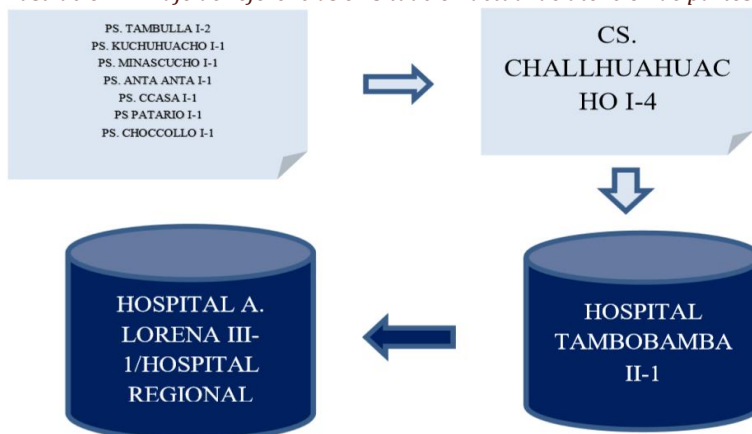 PS. TAMBULLA I-2
PS. KUCHUHUACHO I-1
PS. MINASCUCHO I-1
PS. ANTA ANTA I-1
PS. CCASA I-1
PS PATARIO I-1
PS. CHOCCOLLO I-1
CS.
CHALLHUAHUAC
HO I-4
HOSPITAL
TAMBOBAMBA
II-1
HOSPITAL A.
LORENA III-
1/HOSPITAL
REGIONAL